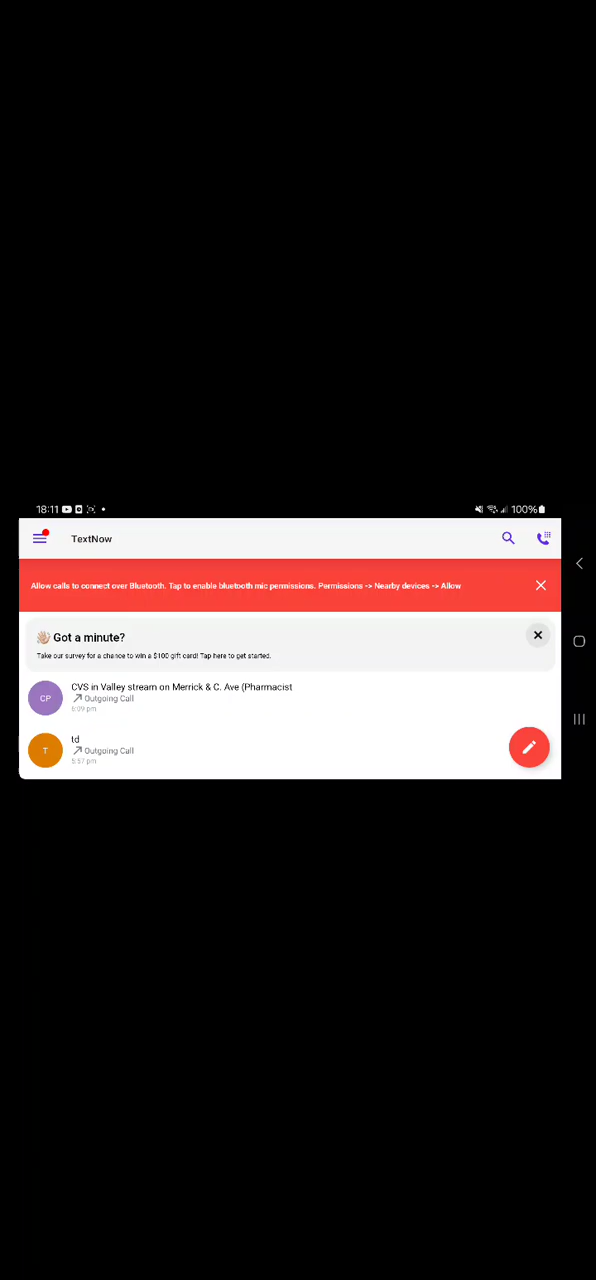 18:11 100%
TextNow
Allow calls to connect over Bluetooth. Tap to enable bluetooth mic permissions. Permissions -> Nearby devices -> Allow
👋🏼 Got a minute?
Take our survey for a chance to win a $100 gift card! Tap here to get started.
CP
CVS in Valley stream on Merrick & C. Ave (Pharmacist
Outgoing Call
6:09 pm
T
td
Outgoing Call
5:57 pm